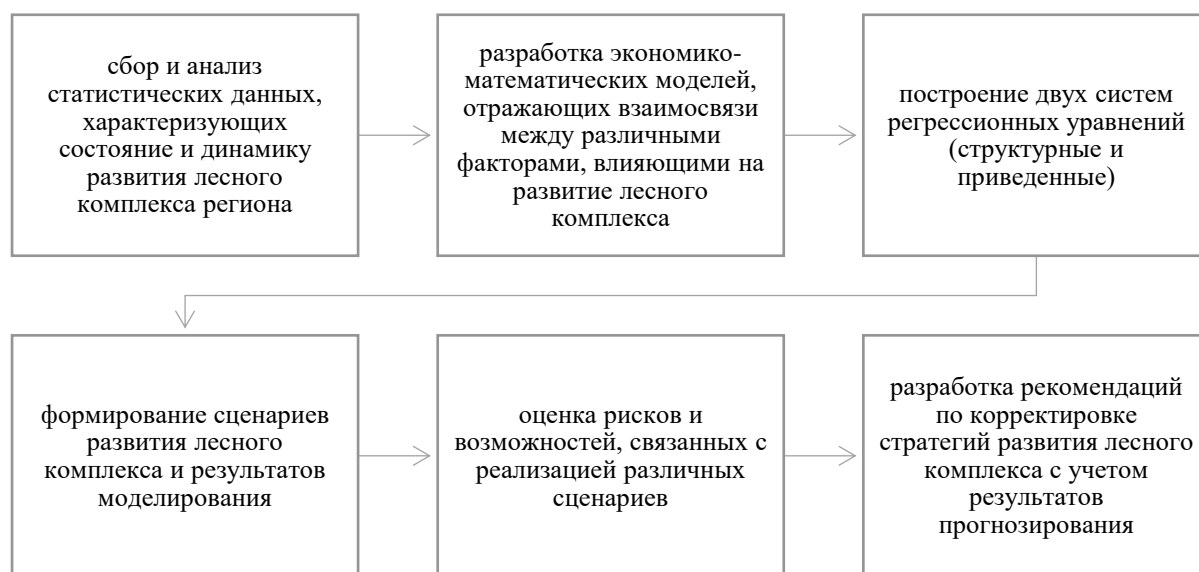 сбор и анализ
статистических данных,
характеризующих
состояние и динамику
развития лесного
комплекса региона
разработка экономико-
математических моделей,
отражающих взаимосвязи
между различными
факторами, влияющими на
развитие лесного
комплекса
построение двух систем
регрессионных уравнений
(структурные и
приведенные)
формирование сценариев
развития лесного
комплекса и результатов
моделирования
оценка рисков и
возможностей, связанных с
реализацией различных
сценариев
разработка рекомендаций
по корректировке
стратегий развития лесного
комплекса с учетом
результатов
прогнозирования